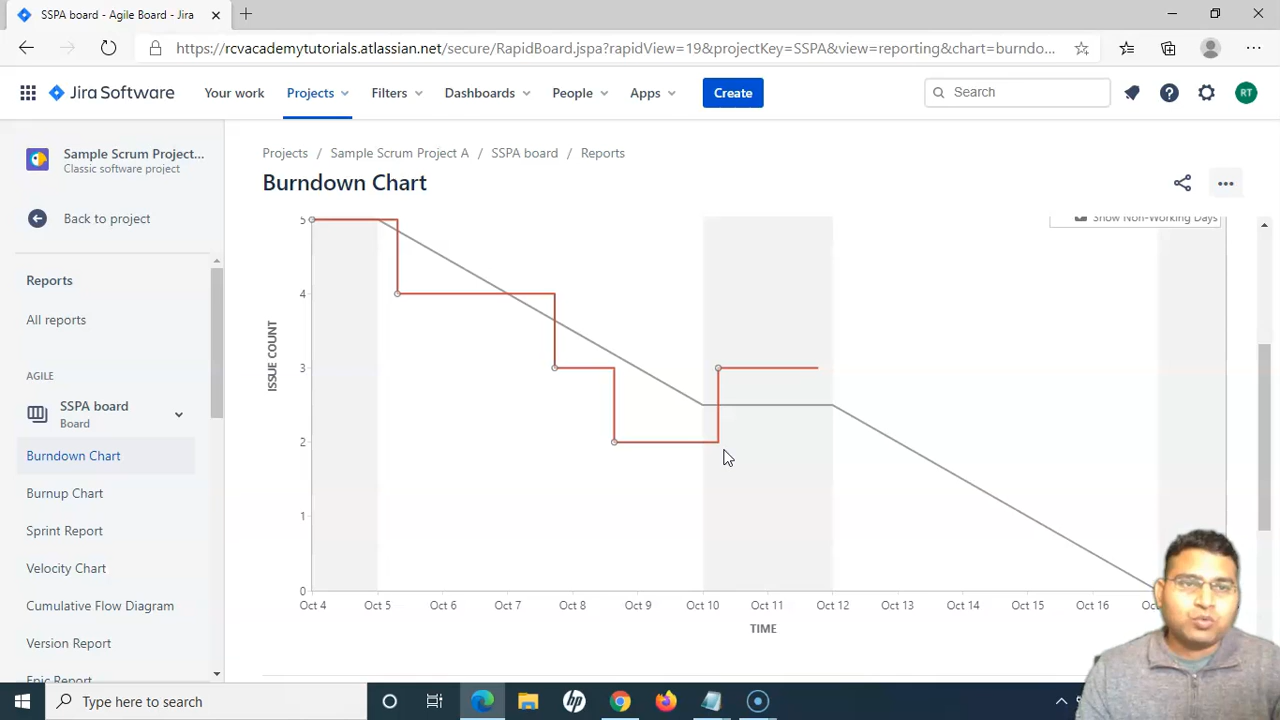 SSPA board - Agile Board - Jira
https://rcvacademytutorials.atlassian.net/secure/RapidBoard.jspa?rapidView=19&projectKey=SSPA&view=reporting&chart=burndo...
Jira Software Your work Projects Filters Dashboards People Apps Create Search RT
Sample Scrum Project...
Classic software project
Back to project
Reports
All reports
AGILE
SSPA board
Board
Burndown Chart
Burnup Chart
Sprint Report
Velocity Chart
Cumulative Flow Diagram
Version Report
Epic Report
Projects / Sample Scrum Project A / SSPA board / Reports
Burndown Chart
Show Non-Working Days
ISSUE COUNT
5
4
3
2
1
0
Oct 4 Oct 5 Oct 6 Oct 7 Oct 8 Oct 9 Oct 10 Oct 11 Oct 12 Oct 13 Oct 14 Oct 15 Oct 16
TIME
Type here to search